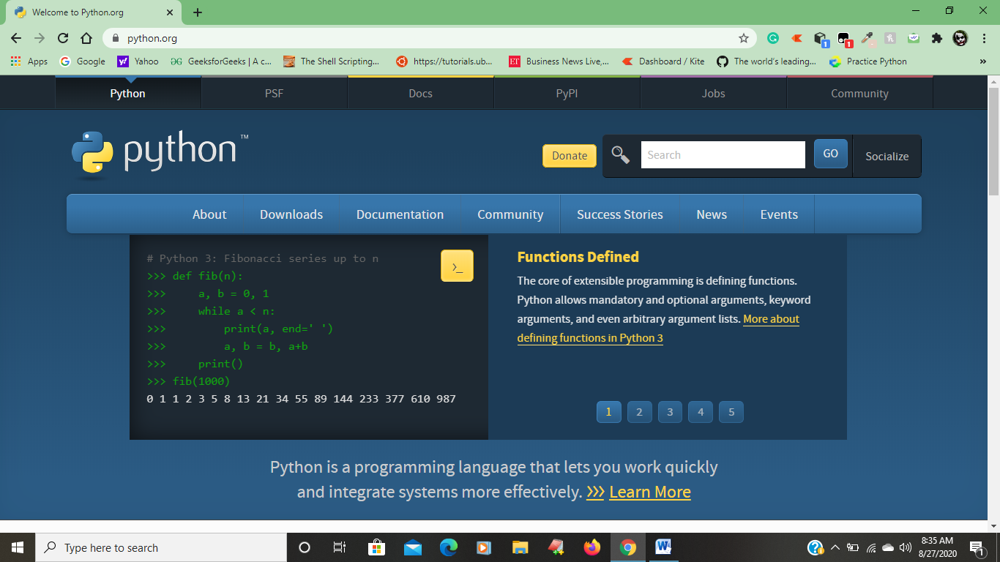 Welcome to Python.org
python.org
1
1
Apps
Google
Yahoo
GeeksforGeeks | A c...
The Shell Scripting...
https://tutorials.ub...
ET
Business News Live,...
Dashboard / Kite
The world's leading...
Practice Python
»
Python
PSF
Docs
PyPI
Jobs
Community
python™
Donate
Search
GO
Socialize
About
Downloads
Documentation
Community
Success Stories
News
Events
# Python 3: Fibonacci series up to n
>>> def fib(n):
>>>     a, b = 0, 1
>>>     while a < n:
>>>         print(a, end=' ')
>>>         a, b = b, a+b
>>>     print()
>>> fib(1000)
0 1 1 2 3 5 8 13 21 34 55 89 144 233 377 610 987
>_
Functions Defined
The core of extensible programming is defining functions.
Python allows mandatory and optional arguments, keyword
arguments, and even arbitrary argument lists. More about
defining functions in Python 3
1
2
3
4
5
Python is a programming language that lets you work quickly
and integrate systems more effectively. >>> Learn More
Type here to search
8:35 AM
8/27/2020
1